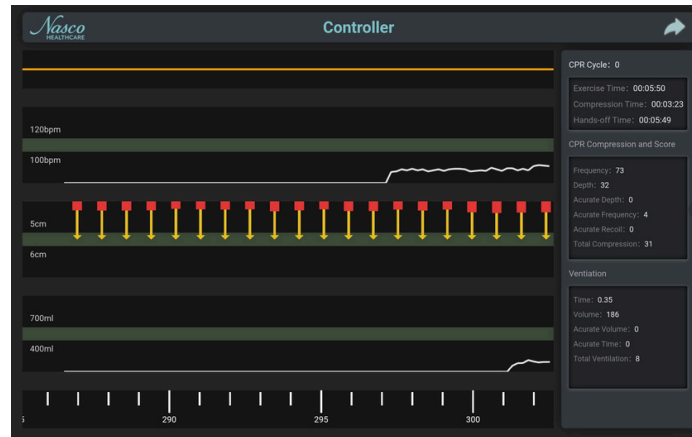 Nasco
HEALTHCARE
Controller
120bpm
100bpm
5cm
6cm
700ml
400ml
5
290
295
300
CPR Cycle: 0
Exercise Time: 00:05:50
Compression Time: 00:03:23
Hands-off Time: 00:05:49
CPR Compression and Score
Frequency: 73
Depth: 32
Acurate Depth: 0
Acurate Frequency: 4
Acurate Recoil: 0
Total Compression: 31
Ventiation
Time: 0.35
Volume: 186
Acurate Volume: 0
Acurate Time: 0
Total Ventilation: 8